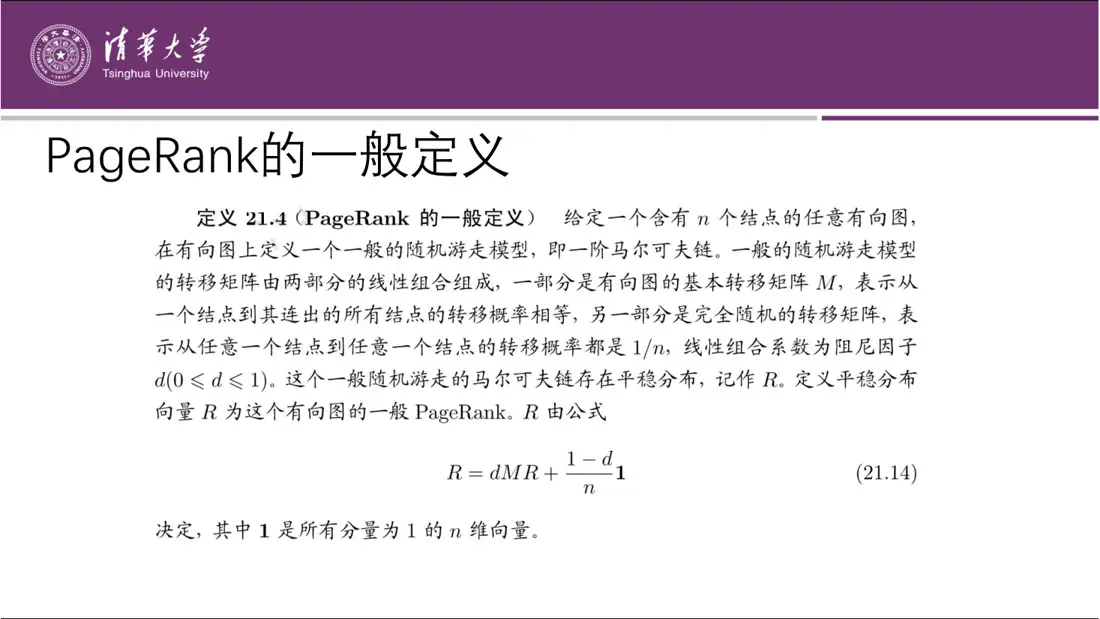 清华大学
Tsinghua University
PageRank的一般定义
定义 21.4（PageRank 的一般定义） 给定一个含有 n 个结点的任意有向图，
在有向图上定义一个一般的随机游走模型，即一阶马尔可夫链。一般的随机游走模型
的转移矩阵由两部分的线性组合组成，一部分是有向图的基本转移矩阵 M，表示从
一个结点到其连出的所有结点的转移概率相等，另一部分是完全随机的转移矩阵，表
示从任意一个结点到任意一个结点的转移概率都是 1/n，线性组合系数为阻尼因子
d(0 ⩽ d ⩽ 1)。这个一般随机游走的马尔可夫链存在平稳分布，记作 R。定义平稳分布
向量 R 为这个有向图的一般 PageRank。R 由公式
R = dMR + \frac{1 − d}{n} 1 (21.14)
决定，其中 1 是所有分量为 1 的 n 维向量。